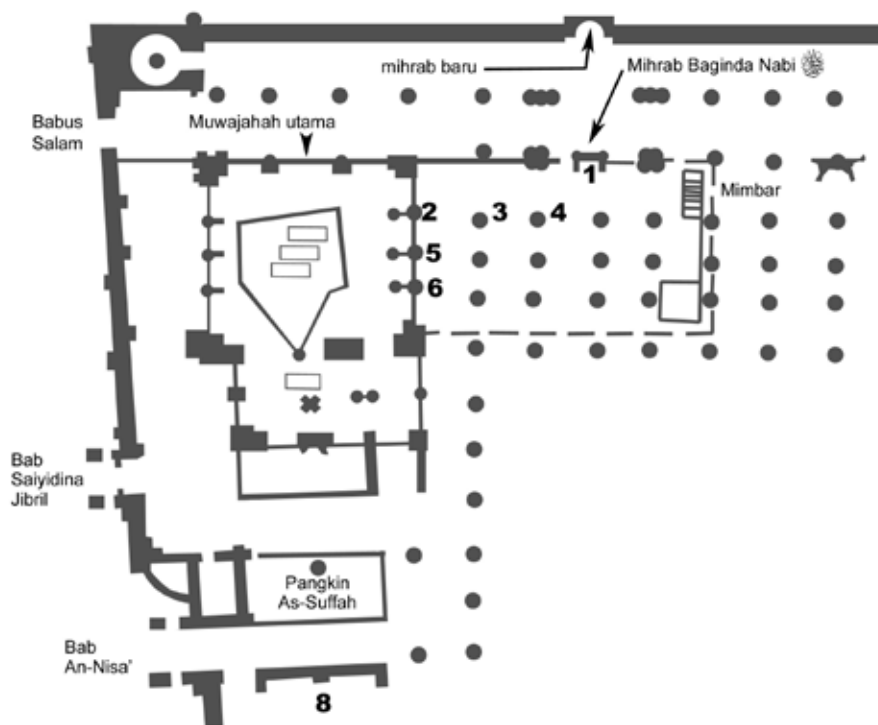 mihrab baru
Mihrab Baginda Nabi ﷺ
Babus
Salam
Muwajahah utama
1
Mimbar
2
3
4
5
6
Bab
Saiyidina
Jibril
Pangkin
As-Suffah
Bab
An-Nisa'
8